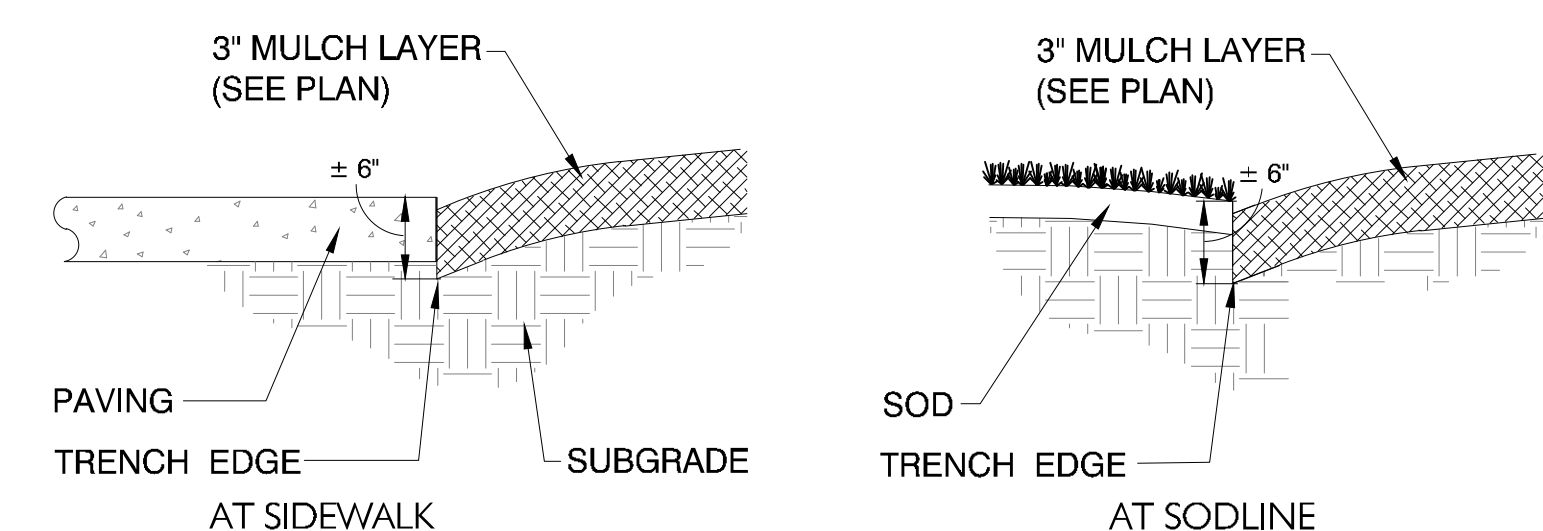 3" MULCH LAYER
(SEE PLAN)
± 6"
PAVING
TRENCH EDGE
SUBGRADE
AT SIDEWALK
3" MULCH LAYER
(SEE PLAN)
± 6"
SOD
TRENCH EDGE
AT SODLINE